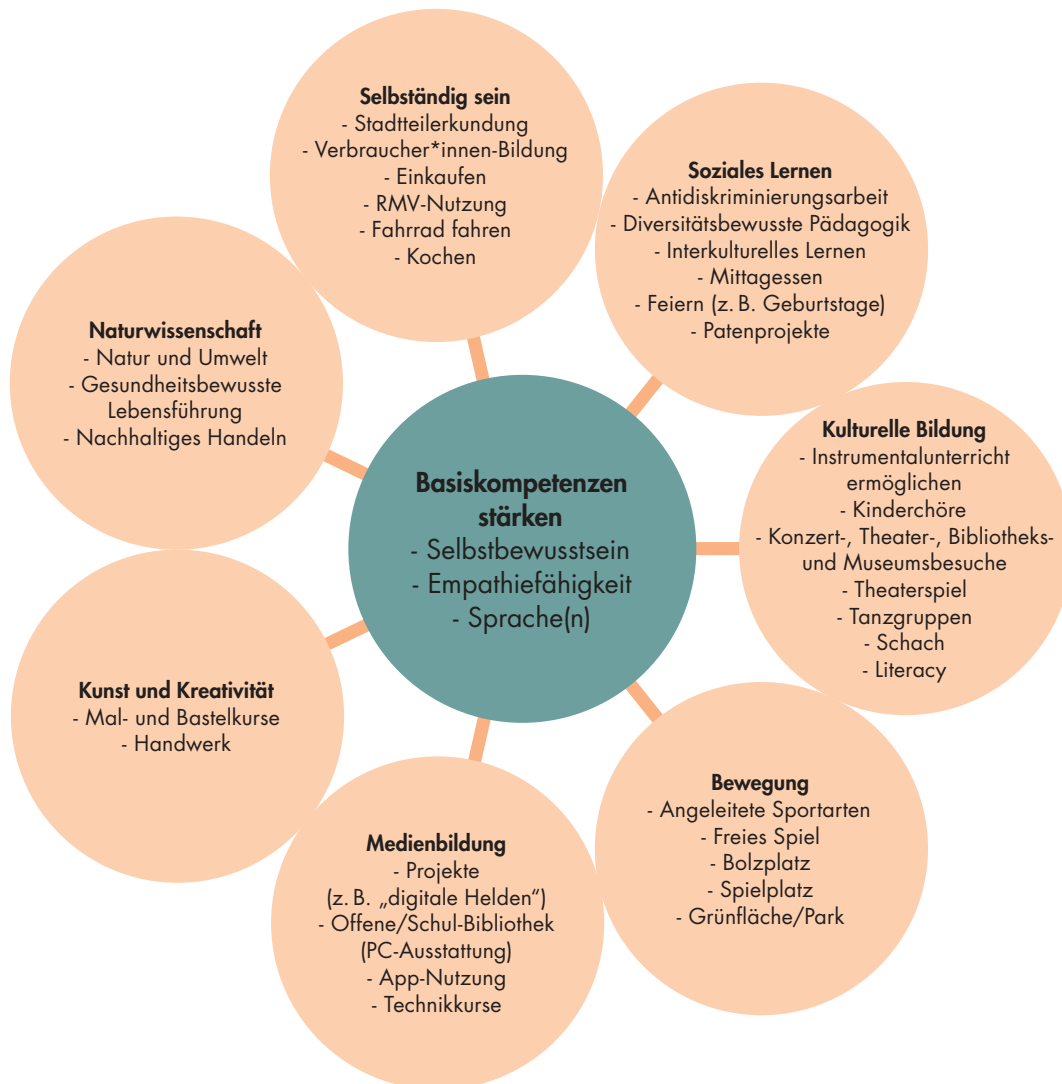 Selbständig sein
- Stadtteilerkundung
- Verbraucher*innen-Bildung
- Einkaufen
- RMV-Nutzung
- Fahrrad fahren
- Kochen
Soziales Lernen
- Antidiskriminierungsarbeit
- Diversitätsbewusste Pädagogik
- Interkulturelles Lernen
- Mittagessen
- Feiern (z. B. Geburtstage)
- Patenprojekte
Naturwissenschaft
- Natur und Umwelt
- Gesundheitsbewusste
Lebensführung
- Nachhaltiges Handeln
Kulturelle Bildung
- Instrumentalunterricht
ermöglichen
- Kinderchöre
- Konzert-, Theater-, Bibliotheks-
und Museumsbesuche
- Theaterspiel
- Tanzgruppen
- Schach
- Literacy
Basiskompetenzen
stärken
- Selbstbewusstsein
- Empathiefähigkeit
- Sprache(n)
Kunst und Kreativität
- Mal- und Bastelkurse
- Handwerk
Bewegung
- Angeleitete Sportarten
- Freies Spiel
- Bolzplatz
- Spielplatz
- Grünfläche/Park
Medienbildung
- Projekte
(z. B. „digitale Helden“)
- Offene/Schul-Bibliothek
(PC-Ausstattung)
- App-Nutzung
- Technikkurse